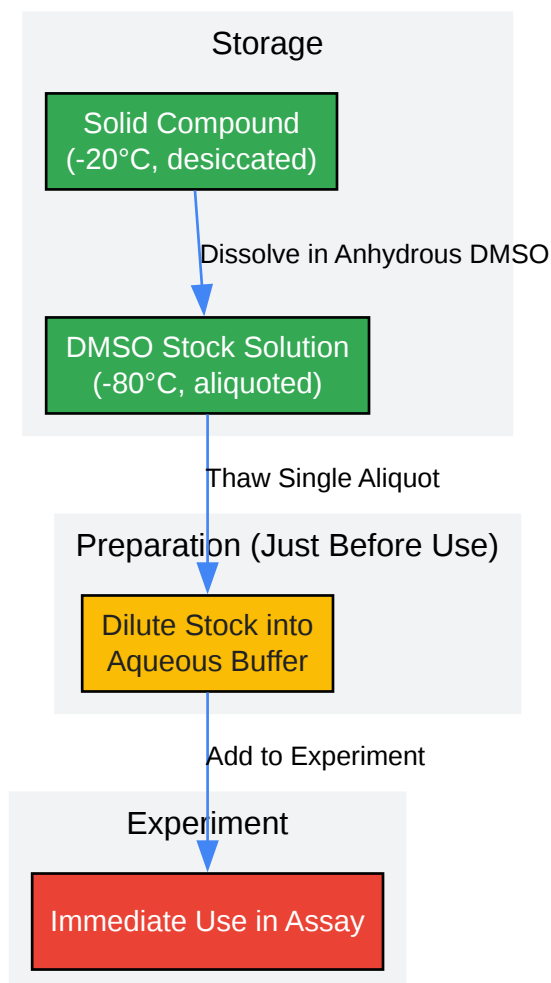 Storage
Solid Compound
(-20°C, desiccated)
Dissolve in Anhydrous DMSO
DMSO Stock Solution
(-80°C, aliquoted)
Thaw Single Aliquot
Preparation (Just Before Use)
Dilute Stock into
Aqueous Buffer
Add to Experiment
Experiment
Immediate Use in Assay